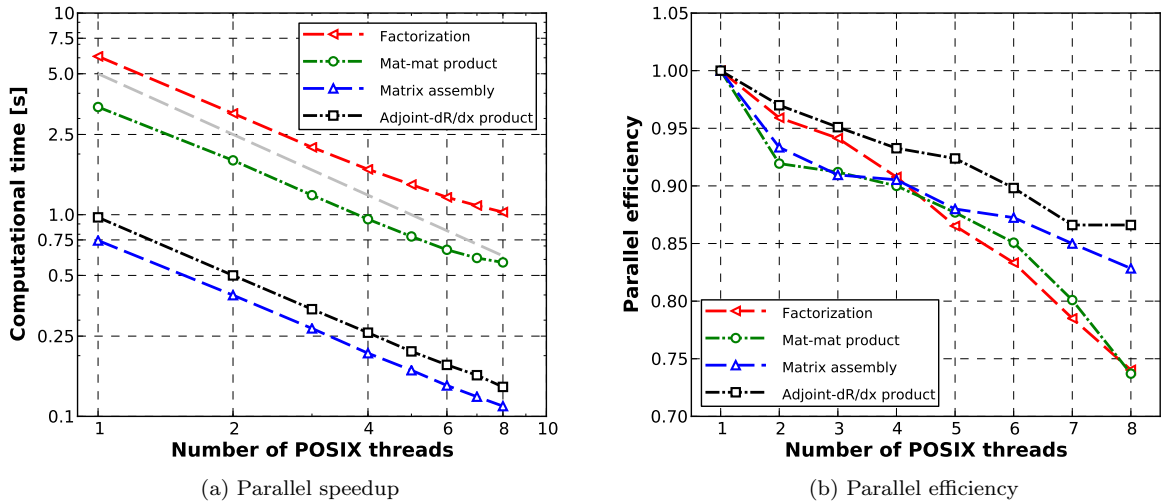 10.0
7.5
5.0
2.5
1.0
0.75
0.5
0.25
0.1
Computational time [s]
Factorization
Mat-mat product
Matrix assembly
Adjoint-dR/dx product
1 2 4 6 8 10
Number of POSIX threads
(a) Parallel speedup
1.05
1.00
0.95
0.90
0.85
0.80
0.75
0.70
Parallel efficiency
Factorization
Mat-mat product
Matrix assembly
Adjoint-dR/dx product
1 2 3 4 5 6 7 8
Number of POSIX threads
(b) Parallel efficiency